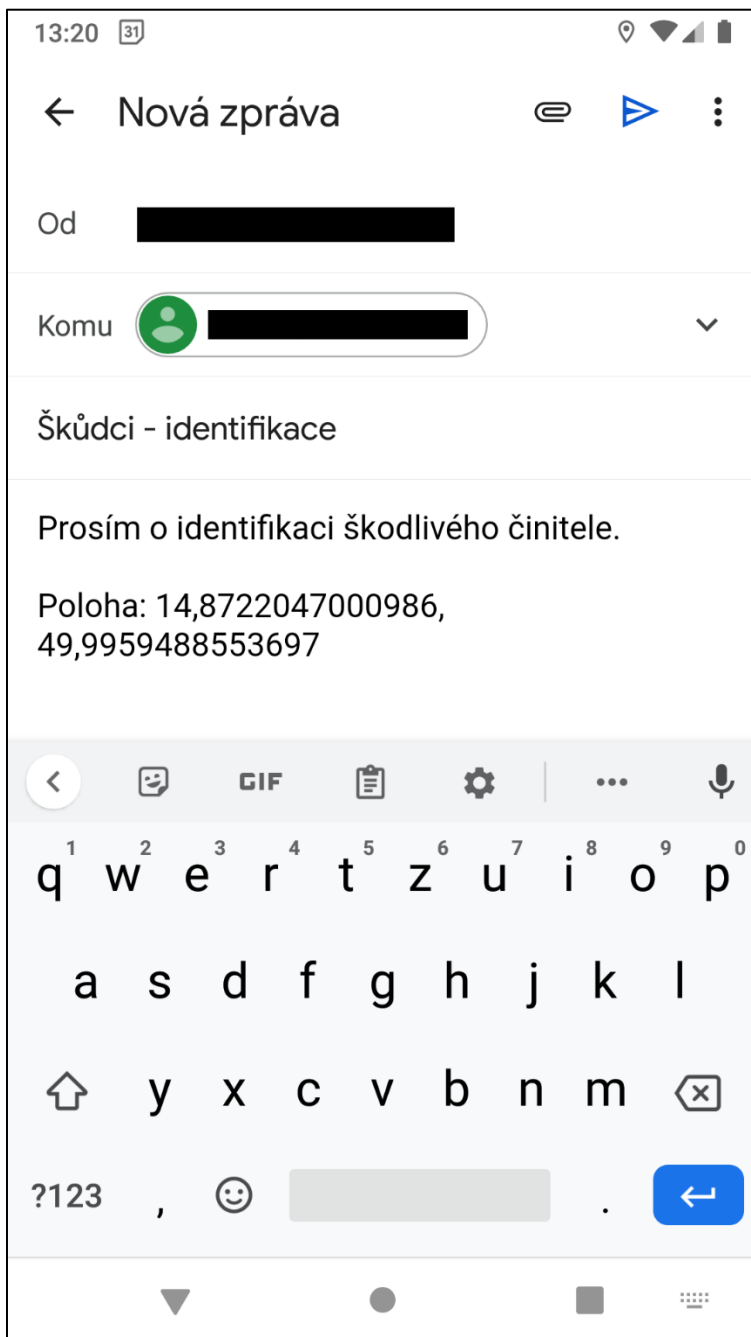 13:20 31
Nová zpráva
Od
Komu
Škůdci - identifikace
Prosím o identifikaci škodlivého činitele.
Poloha: 14,8722047000986,
49,9959488553697
GIF
1 2 3 4 5 6 7 8 9 0
q w e r t z u i o p
a s d f g h j k l
y x c v b n m
?123 , .